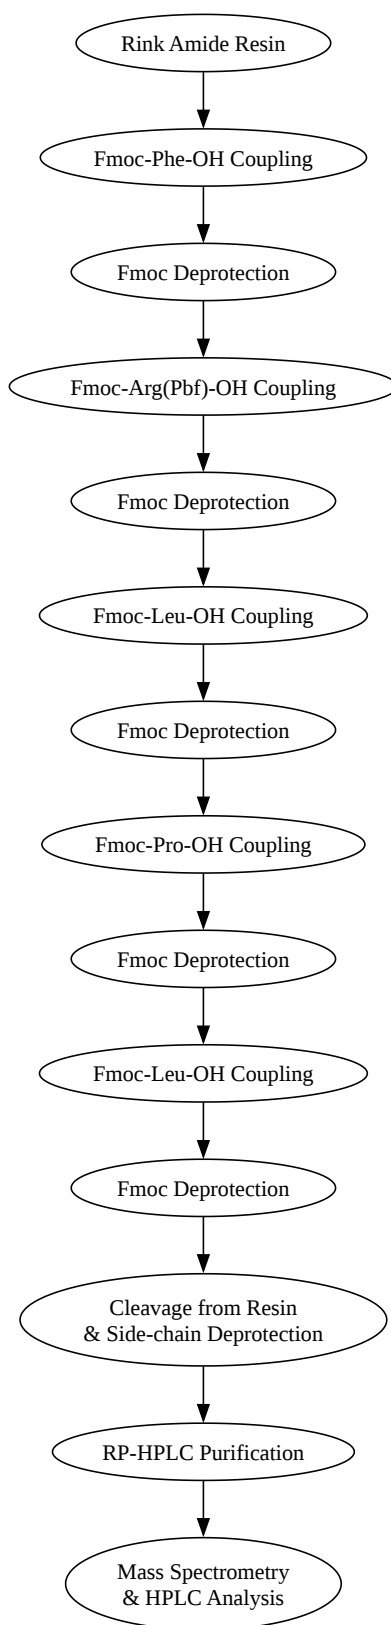 Rink Amide Resin
Fmoc-Phe-OH Coupling
Fmoc Deprotection
Fmoc-Arg(Pbf)-OH Coupling
Fmoc Deprotection
Fmoc-Leu-OH Coupling
Fmoc Deprotection
Fmoc-Pro-OH Coupling
Fmoc Deprotection
Fmoc-Leu-OH Coupling
Fmoc Deprotection
Cleavage from Resin
& Side-chain Deprotection
RP-HPLC Purification
Mass Spectrometry
& HPLC Analysis